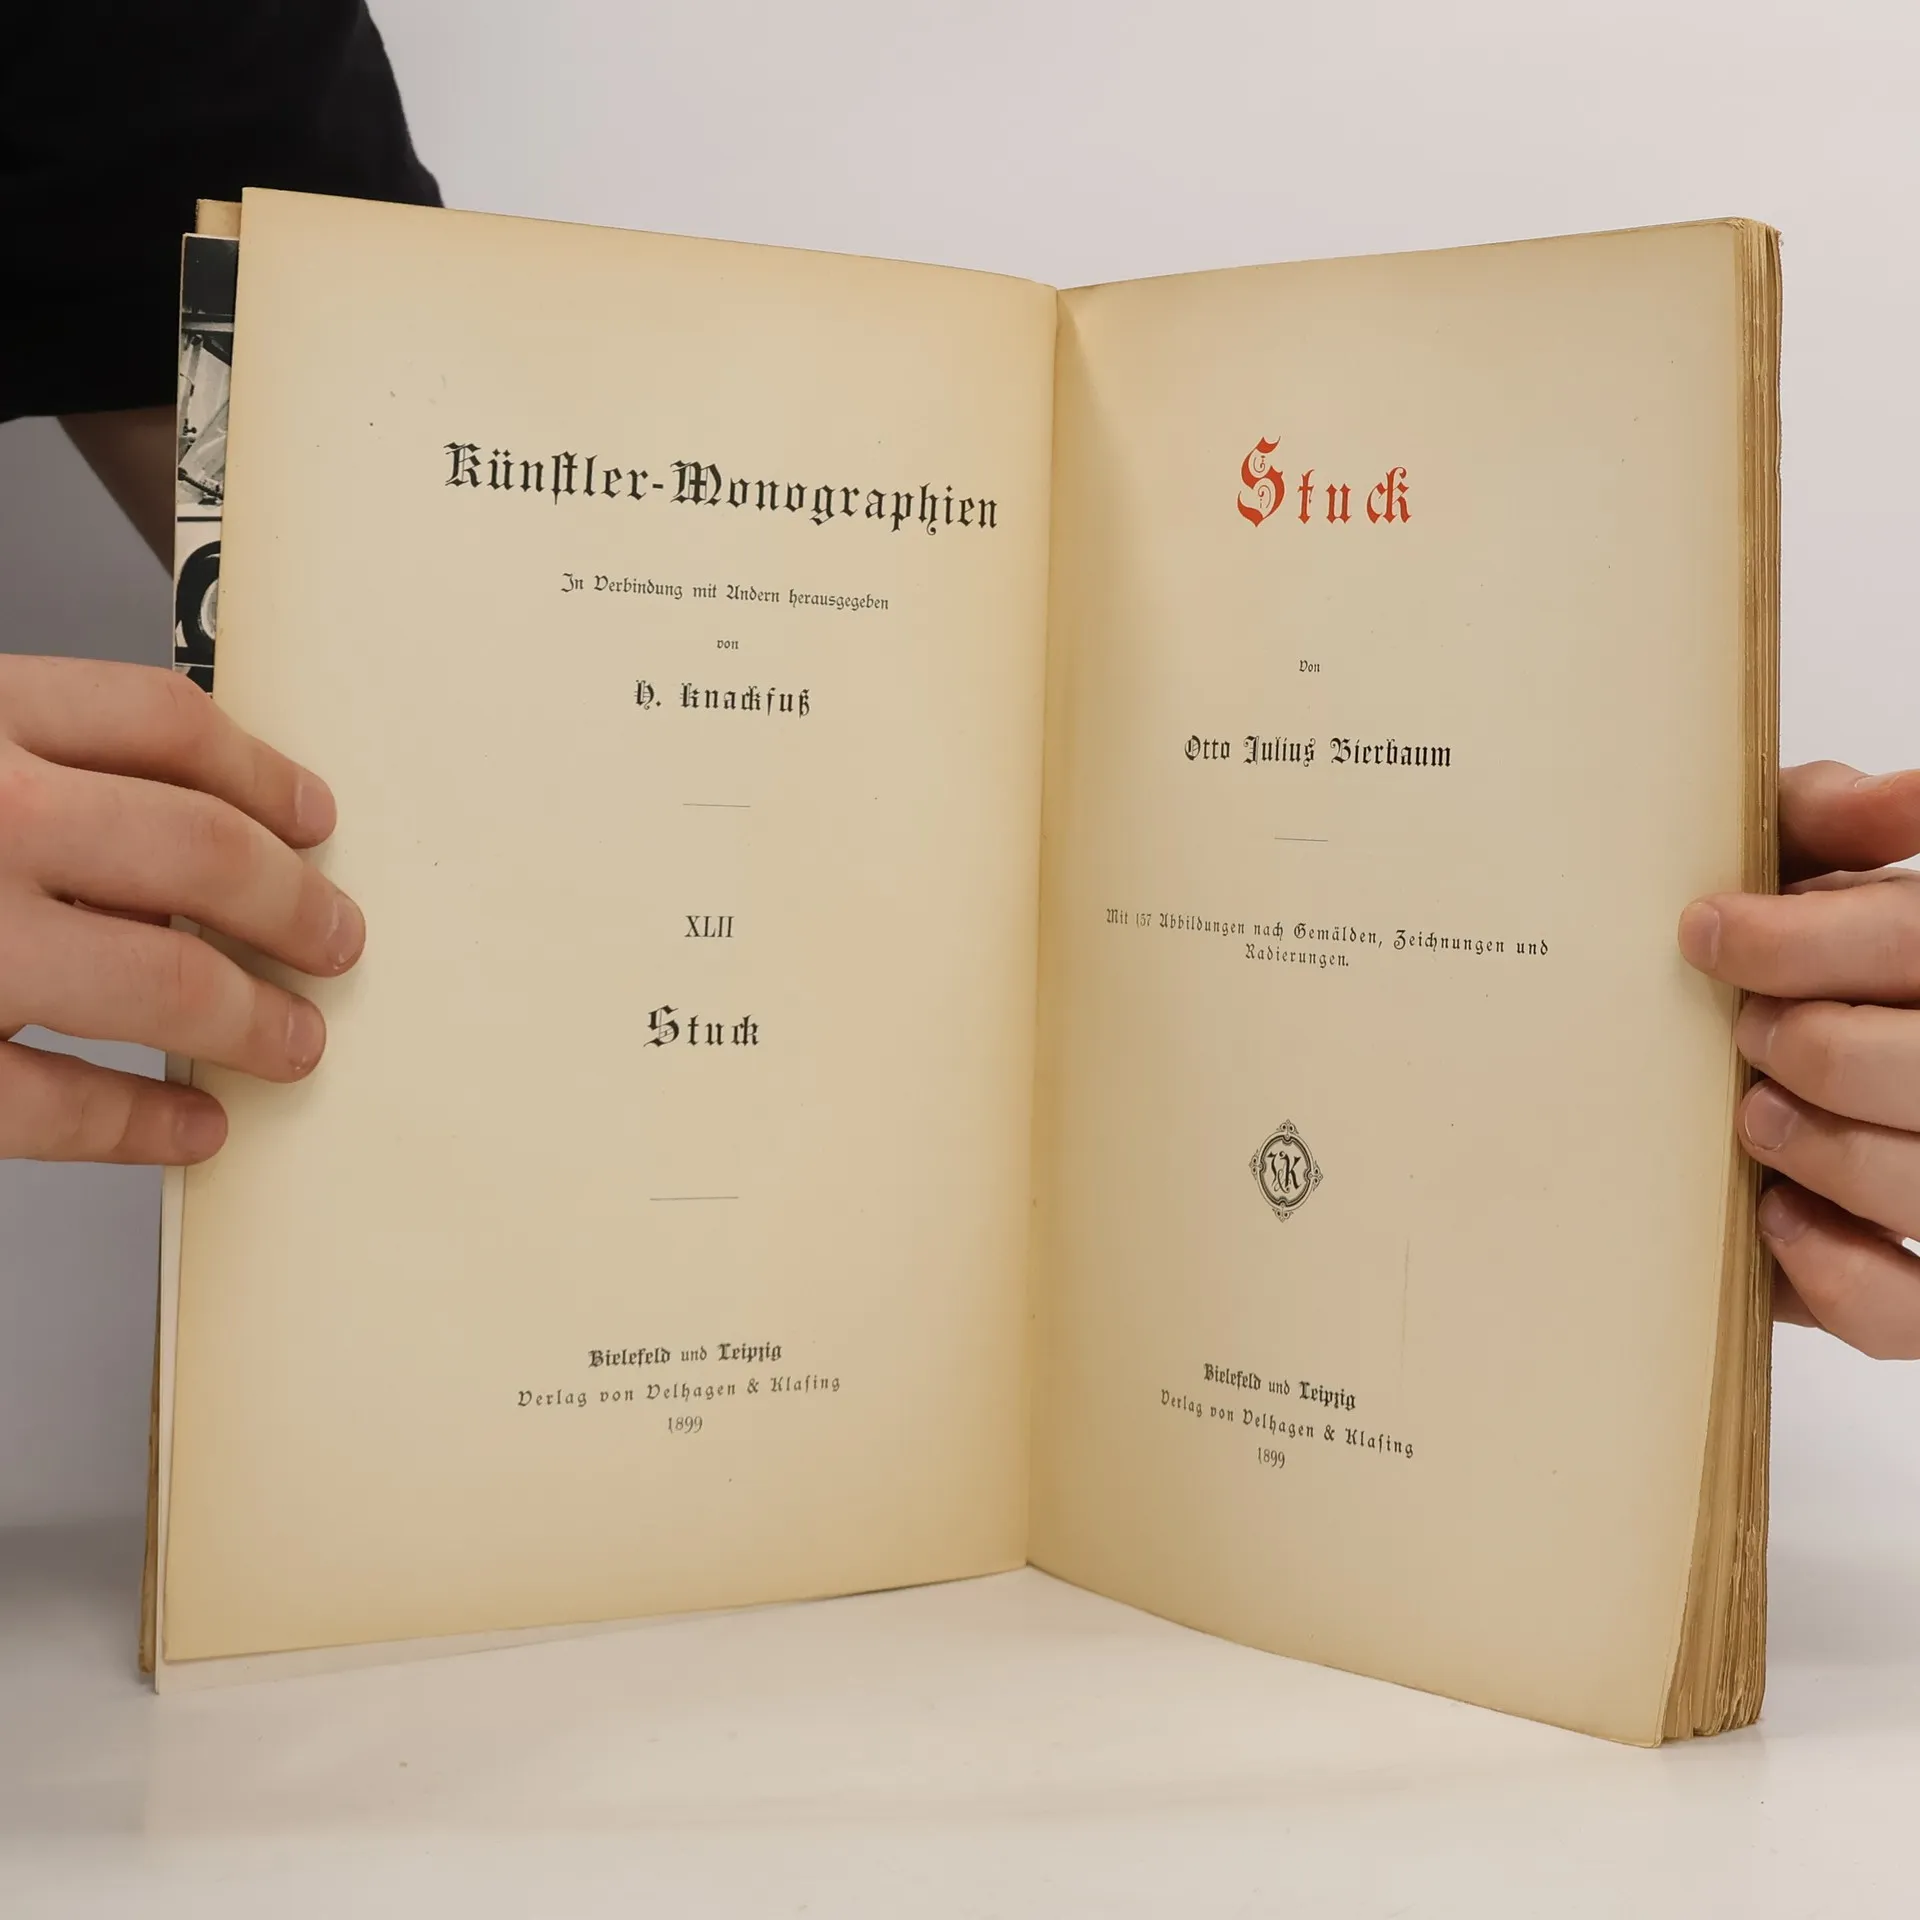 Künſtler-Monographien
In Verbindung mit Andern herausgegeben
von
H. Knackfuß
XLII
Stuck
Bielefeld und Leipzig
Verlag von Velhagen & Klaſing
1899
Stuck
Von
Otto Julius Bierbaum
Mit 157 Abbildungen nach Gemälden, Zeichnungen und
Radierungen.
VK
Bielefeld und Leipzig
Verlag von Velhagen & Klaſing
1899